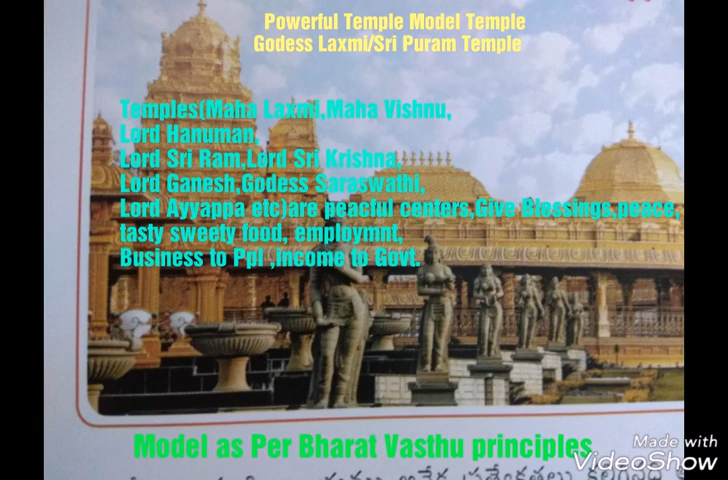 Powerful Temple Model Temple
Godess Laxmi/Sri Puram Temple
Temples(Maha Laxmi,Maha Vishnu,
Lord Hanuman,
Lord Sri Ram,Lord Sri Krishna,
Lord Ganesh,Godess Saraswathi,
Lord Ayyappa etc)are peacful centers,Give Blessings,peace,
tasty sweety food, employmnt,
Business to Ppl ,Income to Govt.
Model as Per Bharat Vasthu principles
Made with
VideoShow